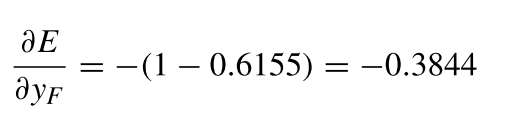 ∂E/∂y_F = −(1 − 0.6155) = −0.3844